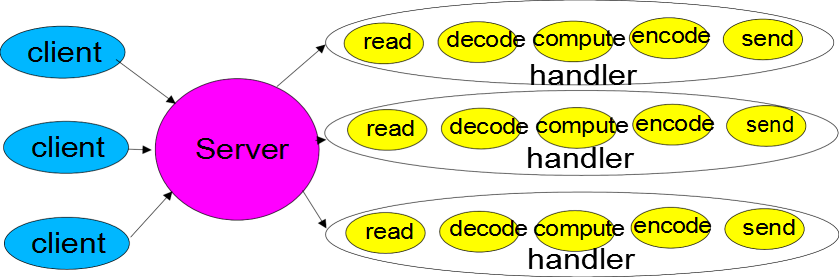 client
read decode compute encode send
handler
client
Server
read decode compute encode send
handler
client
read decode compute encode send
handler